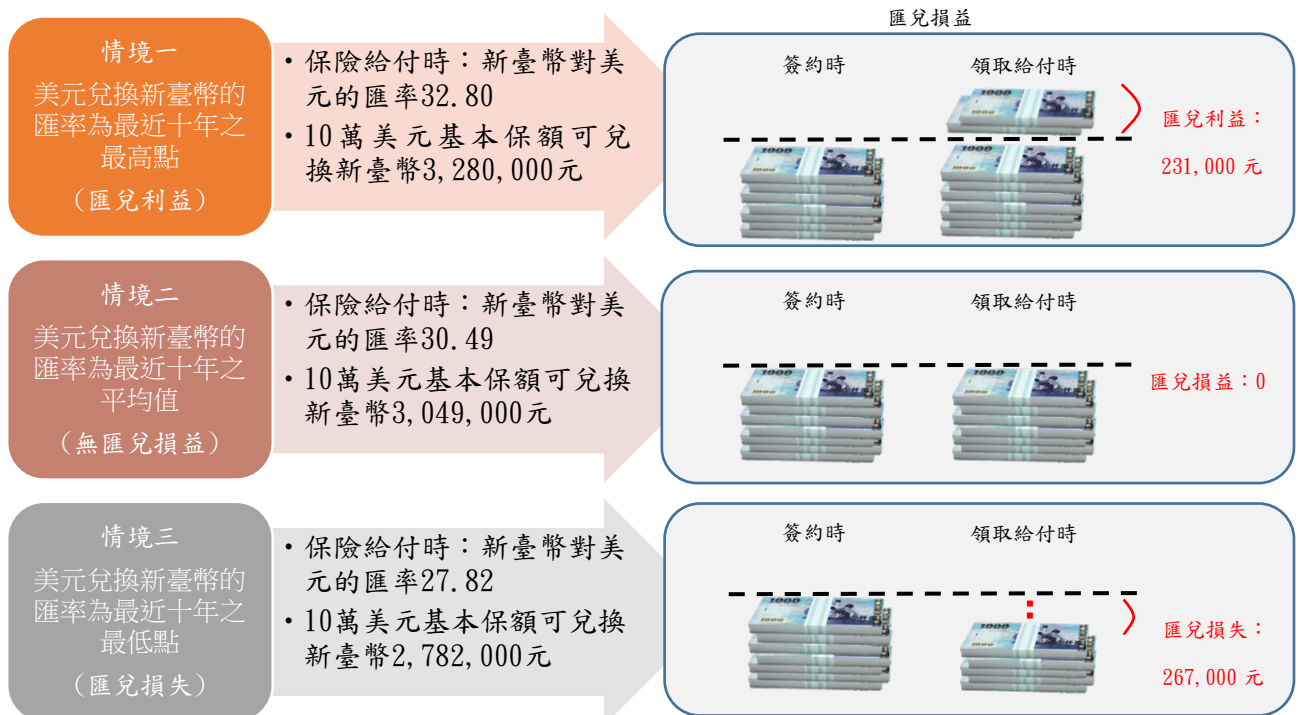 匯兌損益
情境一
美元兌換新臺幣的
匯率為最近十年之
最高點
(匯兌利益)
•保險給付時：新臺幣對美
元的匯率32.80
•10萬美元基本保額可兌
換新臺幣3,280,000元
簽約時
領取給付時
1000
1000
1000
匯兌利益：
231,000 元
情境二
美元兌換新臺幣的
匯率為最近十年之
平均值
(無匯兌損益)
•保險給付時：新臺幣對美
元的匯率30.49
•10萬美元基本保額可兌換
新臺幣3,049,000元
簽約時
領取給付時
1000
1000
匯兌損益：0
情境三
美元兌換新臺幣的
匯率為最近十年之
最低點
(匯兌損失)
•保險給付時：新臺幣對美
元的匯率27.82
•10萬美元基本保額可兌換
新臺幣2,782,000元
簽約時
領取給付時
1000
1000
匯兌損失：
267,000 元